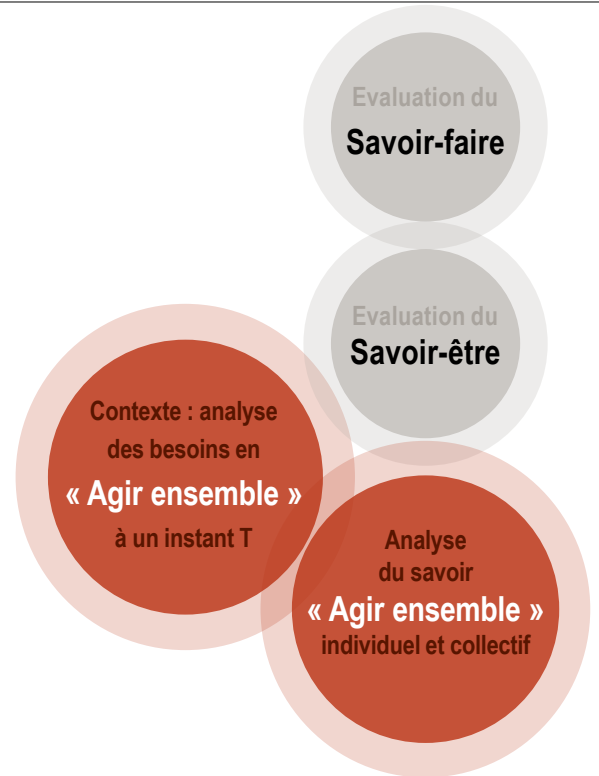 Evaluation du
Savoir-faire
Evaluation du
Savoir-être
Contexte : analyse
des besoins en
« Agir ensemble »
à un instant T
Analyse
du savoir
« Agir ensemble »
individuel et collectif